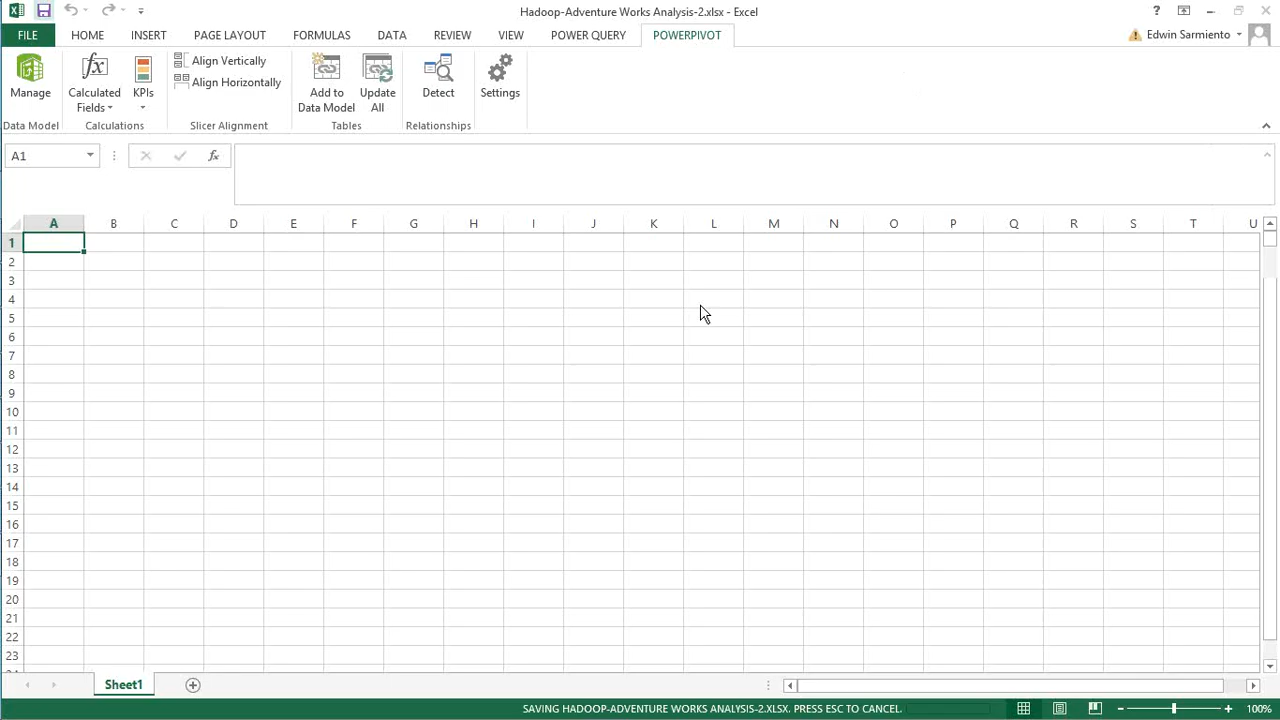 Hadoop-Adventure Works Analysis-2.xlsx - Excel
?
FILE HOME INSERT PAGE LAYOUT FORMULAS DATA REVIEW VIEW POWER QUERY POWERPIVOT Edwin Sarmiento
Manage
Calculated Fields
KPIs
Align Vertically
Align Horizontally
Add to Data Model
Update All
Detect
Settings
Data Model Calculations Slicer Alignment Tables Relationships
A1 fx
A B C D E F G H I J K L M N O P Q R S T U
1
2
3
4
5
6
7
8
9
10
11
12
13
14
15
16
17
18
19
20
21
22
23
Sheet1
SAVING HADOOP-ADVENTURE WORKS ANALYSIS-2.XLSX. PRESS ESC TO CANCEL. 100%